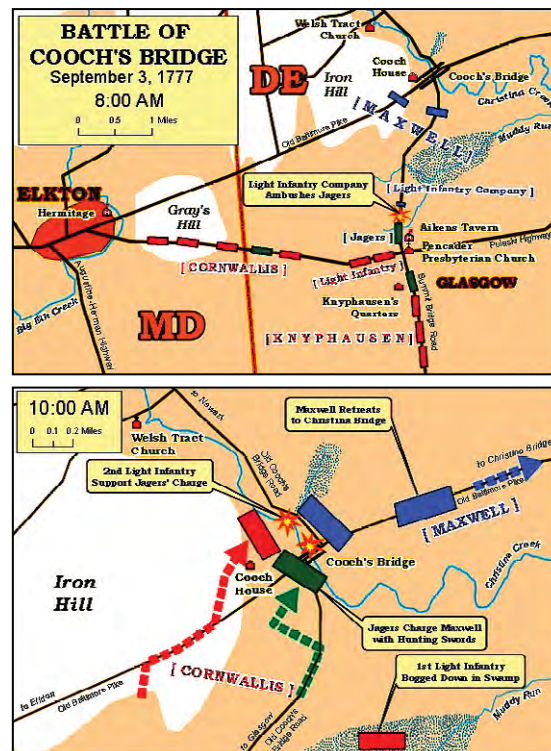 BATTLE OF
COOCH'S BRIDGE
September 3, 1777
8:00 AM
0 0.5 1 Miles
Welsh Tract
Church
DE
Iron
Hill
Cooch
House
Cooch's Bridge
Christina Creek
[ MAXWELL ]
Muddy Run
Old Baltimore Pike
Light Infantry Company
Ambushes Jagers
[ Light Infantry Company ]
ELKTON
Hermitage
Gray's
Hill
[ Jagers ]
Aikens Tavern
Pencader
Presbyterian Church
Pulaski Highway
[ CORNWALLIS ]
[ Light Infantry ]
GLASGOW
Knyphausen's
Quarters
Summit Bridge Road
Big Elk Creek
Augustine-Herman Highway
MD
[ KNYPHAUSEN ]
10:00 AM
0 0.1 0.2 Miles
Welsh Tract
Church
to Newark
Old Cooch's
Bridge Road
Maxwell Retreats
to Christina Bridge
2nd Light Infantry
Support Jagers' Charge
to Christina Bridge
Old Baltimore Pike
[ MAXWELL ]
Cooch's Bridge
Christina Creek
Iron
Hill
Cooch
House
Jagers Charge Maxwell
with Hunting Swords
[ CORNWALLIS ]
1st Light Infantry
Bogged Down in Swamp
to Elkton
Old Baltimore Pike
to Glasgow
Old Cooch's
Bridge Road
Muddy Run